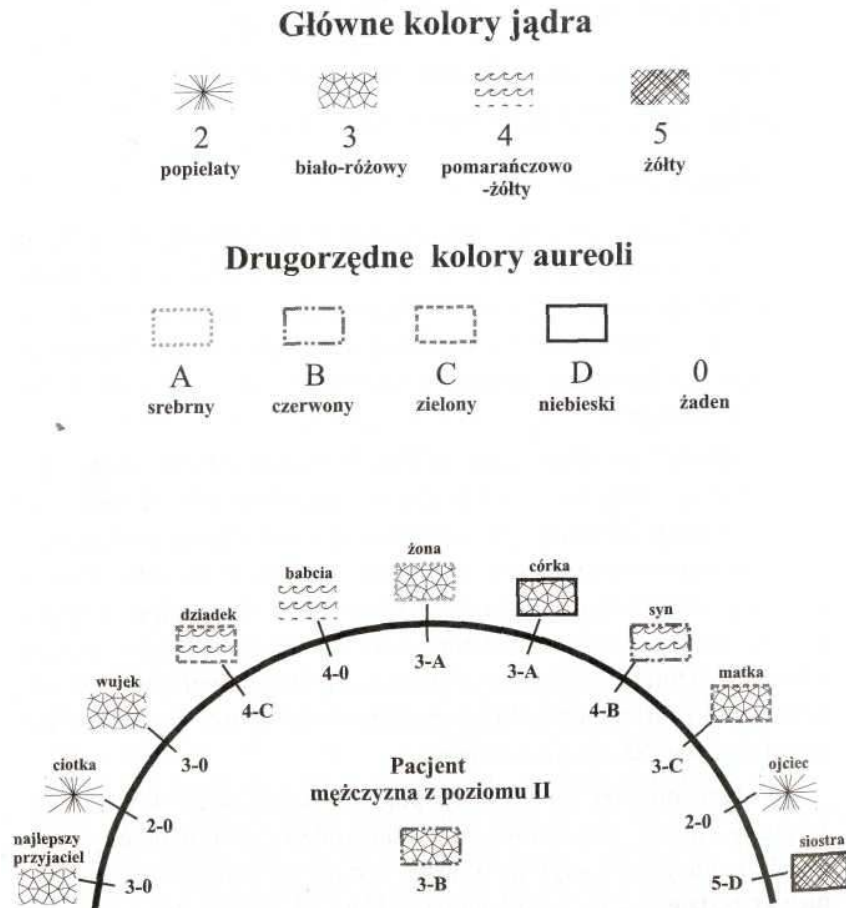 Główne kolory jądra
2 3 4 5
popielaty biało-różowy pomarańczowo żółty
-żółty
Drugorzędne kolory aureoli
A B C D 0
srebrny czerwony zielony niebieski żaden
żona
babcia córka
dziadek syn
wujek matka
ciotka ojciec
najlepszy siostra
przyjaciel
3-A
4-0 3-A
4-C 4-B
3-0 3-C
2-0 2-0
3-0 5-D
Pacjent
mężczyzna z poziomu II
3-B